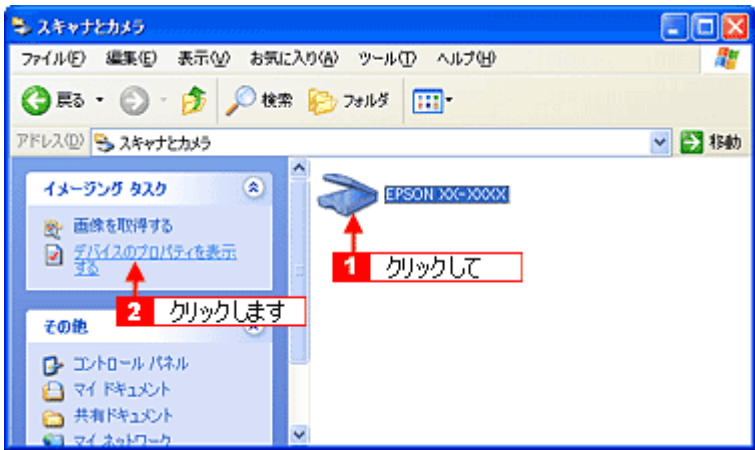 スキャナとカメラ
ファイル(F) 編集(E) 表示(V) お気に入り(A) ツール(T) ヘルプ(H)
戻る 検索 フォルダ
アドレス(D) スキャナとカメラ 移動
イメージング タスク
画像を取得する
デバイスのプロパティを表示
する
EPSON XX-XXXX
1 クリックして
2 クリックします
その他
コントロール パネル
マイ ドキュメント
共有ドキュメント
マイ ネットワーク